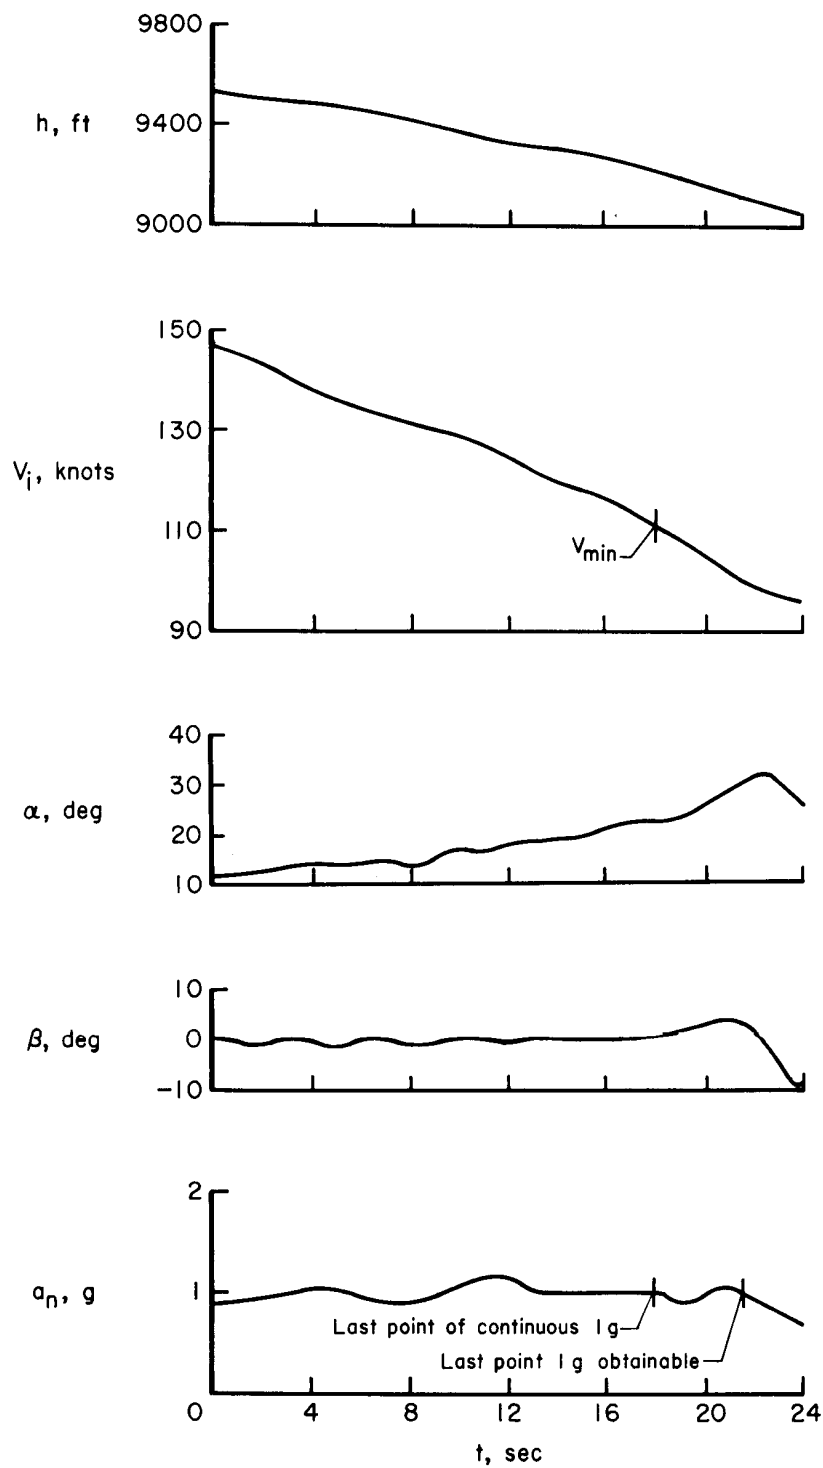 9800
h, ft
9400
9000
150
130
V_i, knots
110
V_min
90
40
30
α, deg
20
10
10
β, deg
0
−10
2
a_n, g
1
Last point of continuous 1 g
Last point 1 g obtainable
0 4 8 12 16 20 24
t, sec